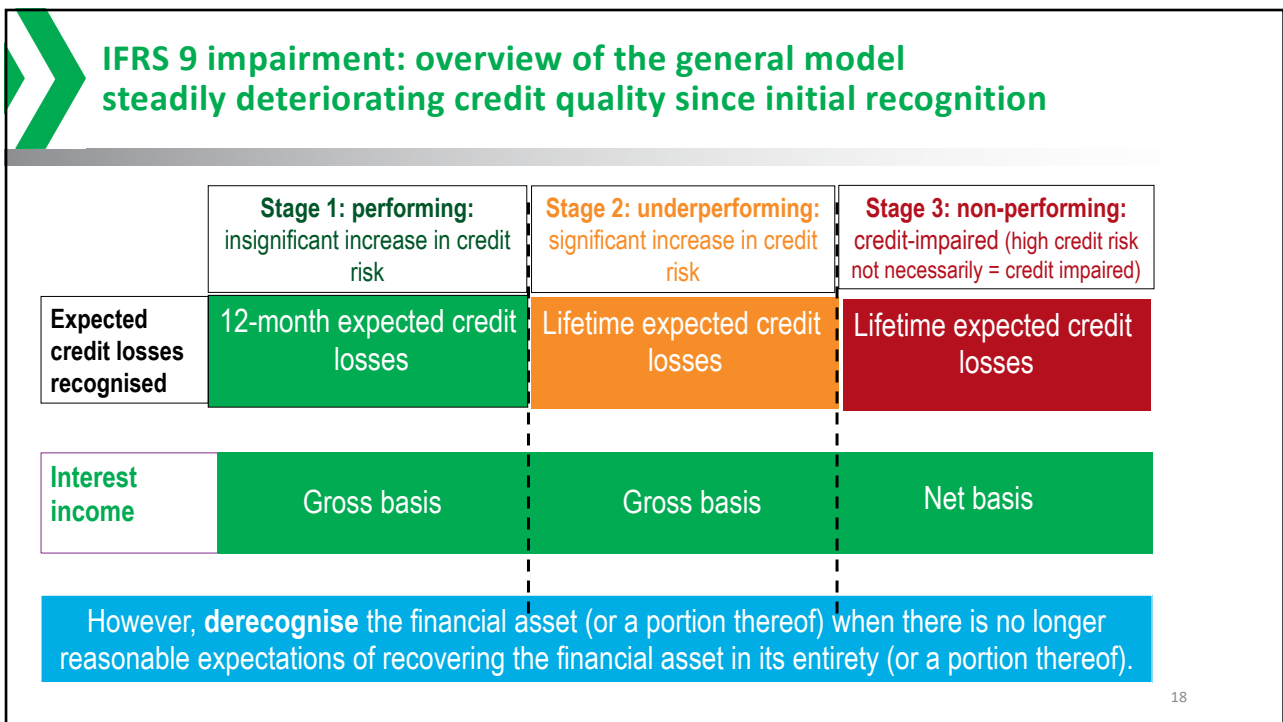 IFRS 9 impairment: overview of the general model
steadily deteriorating credit quality since initial recognition
Stage 1: performing:
insignificant increase in credit
risk
Stage 2: underperforming:
significant increase in credit
risk
Stage 3: non-performing:
credit-impaired (high credit risk
not necessarily = credit impaired)
Expected
credit losses
recognised
12-month expected credit
losses
Lifetime expected credit
losses
Lifetime expected credit
losses
Interest
income
Gross basis
Gross basis
Net basis
However, derecognise the financial asset (or a portion thereof) when there is no longer
reasonable expectations of recovering the financial asset in its entirety (or a portion thereof).
18